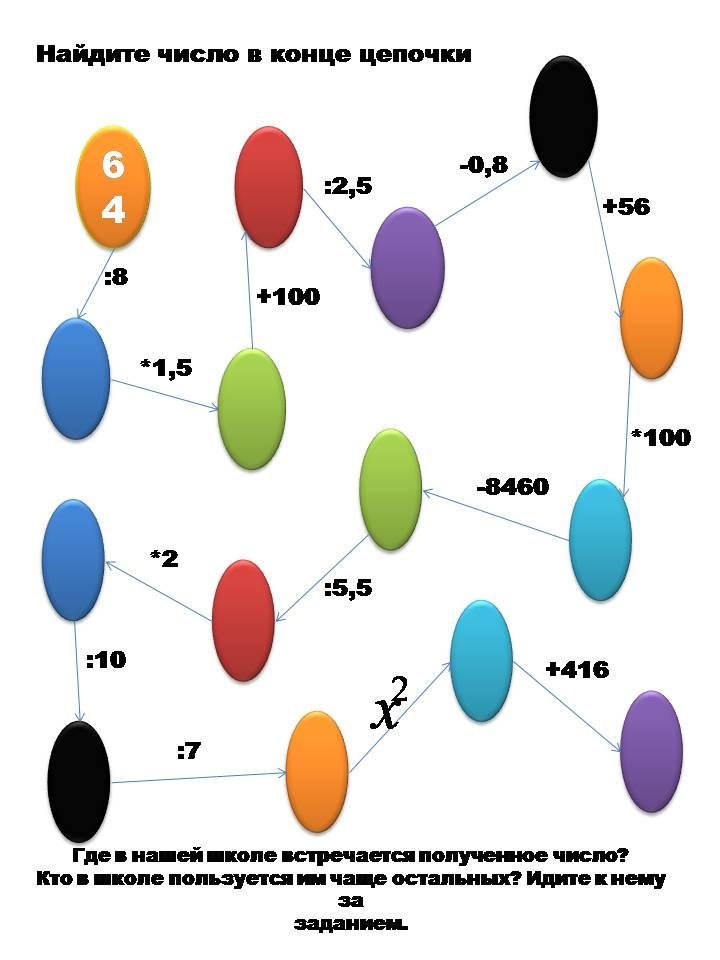 Найдите число в конце цепочки
6
4
:8
*1,5
+100
:2,5
-0,8
+56
*100
-8460
:5,5
*2
:10
:7
x²
+416
Где в нашей школе встречается полученное число?
Кто в школе пользуется им чаще остальных? Идите к нему
за
заданием.